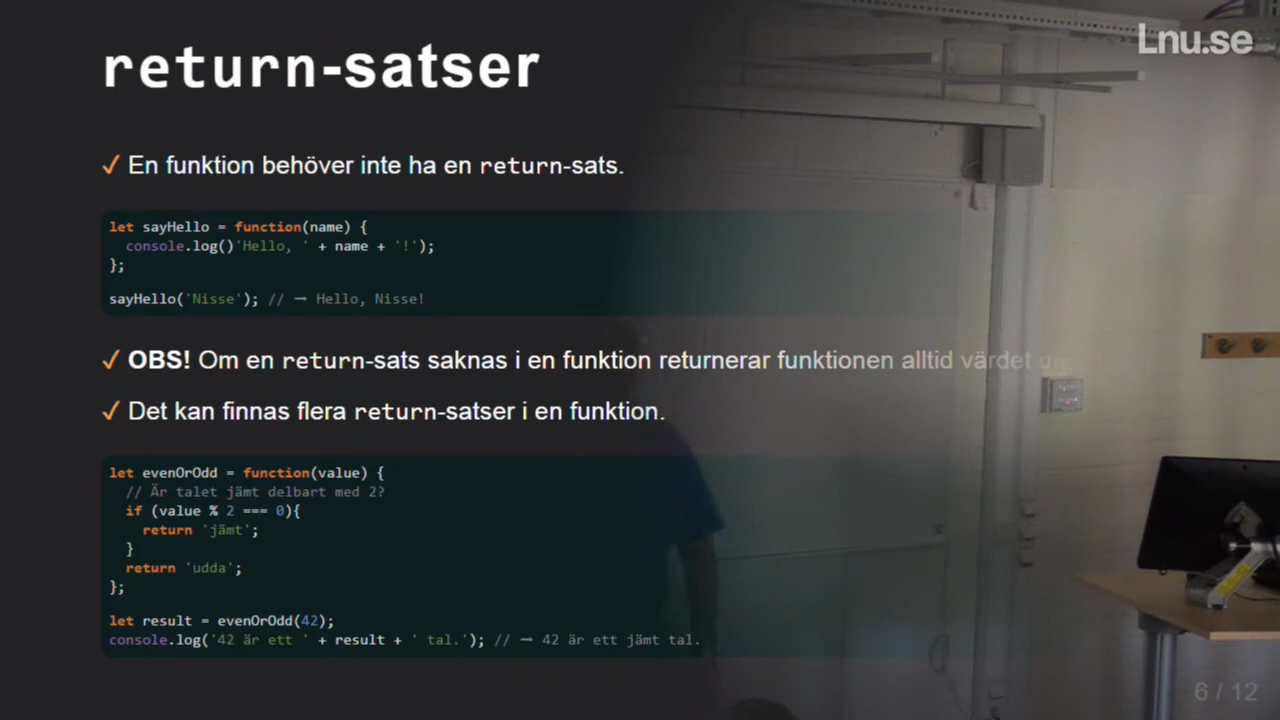 Lnu.se
return-satser
✓ En funktion behöver inte ha en return-sats.
let sayHello = function(name) {
console.log()'Hello, ' + name + '!');
};
sayHello('Nisse'); // → Hello, Nisse!
✓ OBS! Om en return-sats saknas i en funktion returnerar funktionen alltid värdet
✓ Det kan finnas flera return-satser i en funktion.
let evenOrOdd = function(value) {
// Är talet jämt delbart med 2?
if (value % 2 === 0){
return 'jämt';
}
return 'udda';
};
let result = evenOrOdd(42);
console.log('42 är ett ' + result + ' tal.'); // → 42 är ett jämt tal.
6 / 12